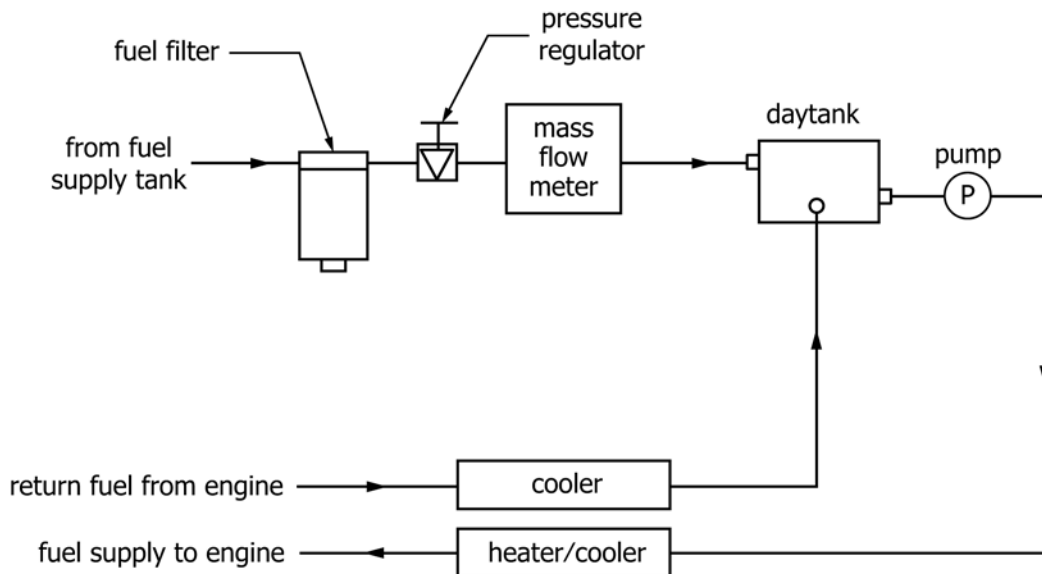 fuel filter
pressure
regulator
from fuel
supply tank
mass
flow
meter
daytank
pump
P
return fuel from engine
cooler
fuel supply to engine
heater/cooler